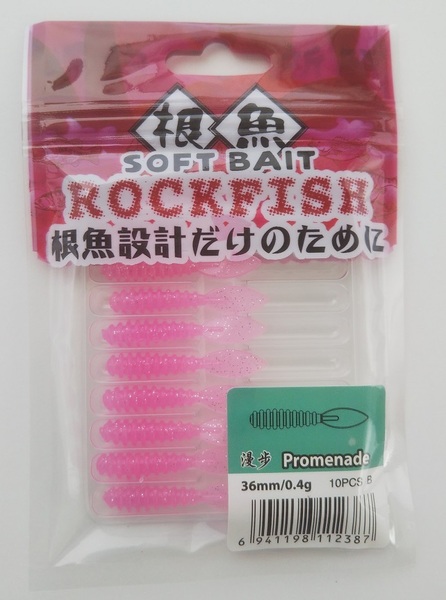 根魚
SOFT BAIT
ROCKFISH
根魚設計だけのために
漫步 Promenade
36mm/0.4g 10PCS B
6 941198 112387